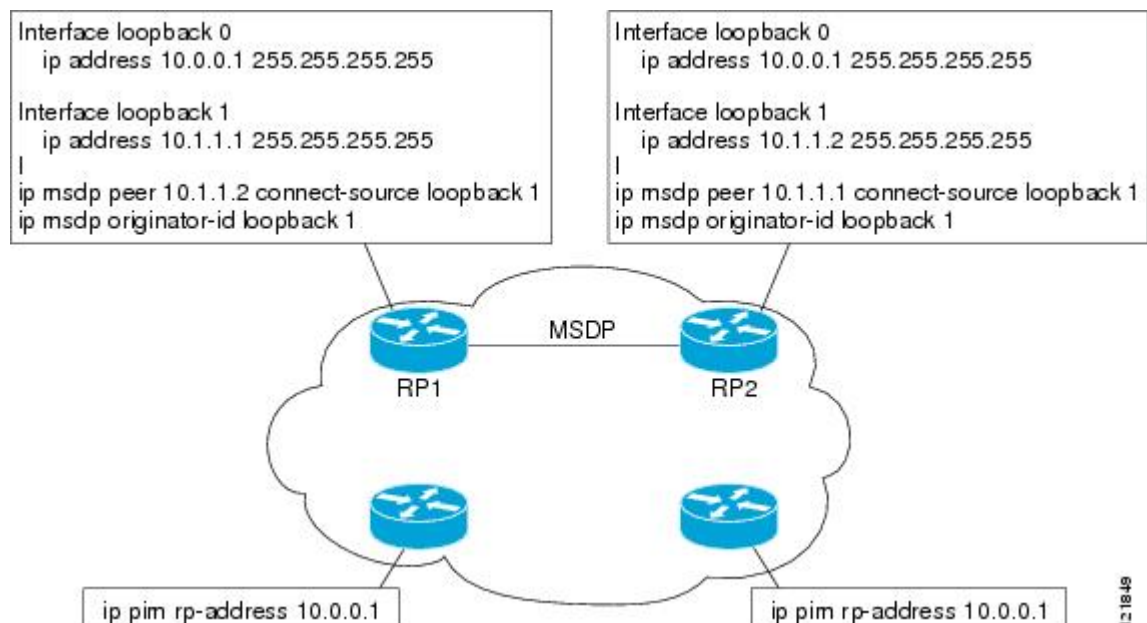 Interface loopback 0
ip address 10.0.0.1 255.255.255.255
Interface loopback 1
ip address 10.1.1.1 255.255.255.255
!
ip msdp peer 10.1.1.2 connect-source loopback 1
ip msdp originator-id loopback 1
Interface loopback 0
ip address 10.0.0.1 255.255.255.255
Interface loopback 1
ip address 10.1.1.2 255.255.255.255
!
ip msdp peer 10.1.1.1 connect-source loopback 1
ip msdp originator-id loopback 1
MSDP
RP1
RP2
ip pim rp-address 10.0.0.1
ip pim rp-address 10.0.0.1